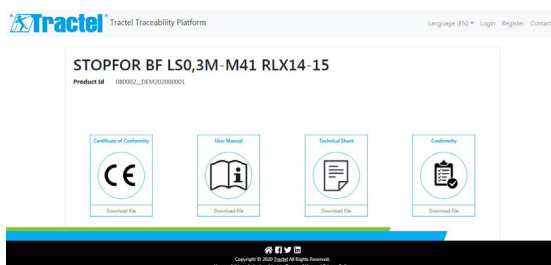 Tractel Tractel Traceability Platform Language (EN) Login Register Contact
STOPFOR BF LS0,3M-M41 RLX14-15
Product Id 080002__DEM202000001
Certificate of Conformity User Manual Technical Sheet Conformity
CE
Download File Download File Download File Download File
Copyright © 2020 Tractel All Rights Reserved.